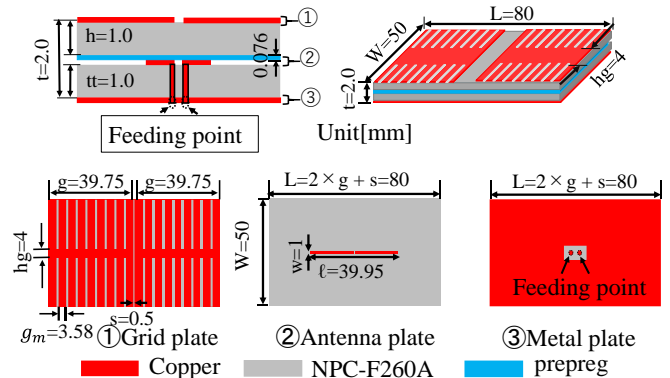 ①
h=1.0
t=2.0
0.076
②
tt=1.0
③
Feeding point
L=80
W=50
hg=4
t=2.0
Unit[mm]
g=39.75 g=39.75
hg=4
s=0.5
gₘ=3.58
①Grid plate
L=2×g+s=80
W=50
w=1
ℓ=39.95
②Antenna plate
L=2×g+s=80
Feeding point
③Metal plate
Copper NPC-F260A prepreg